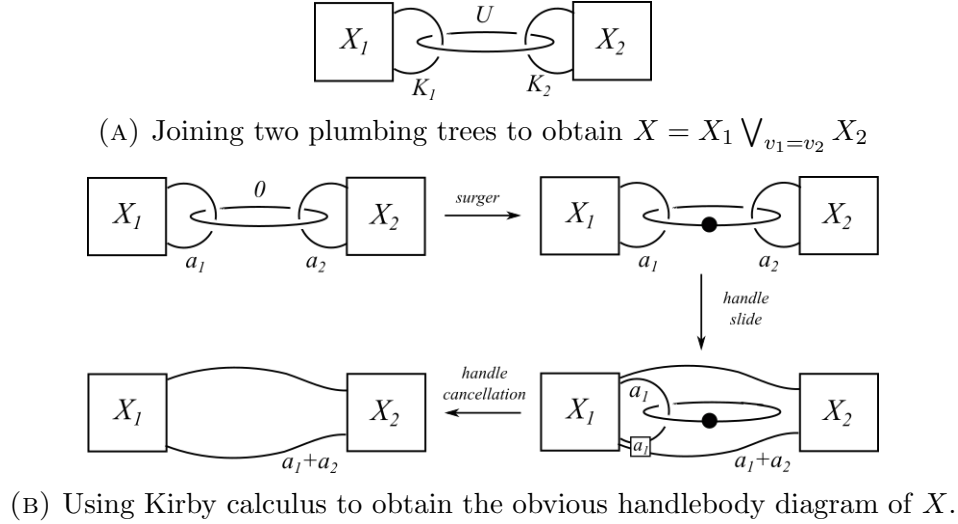 X₁ U X₂
K₁ K₂
(A) Joining two plumbing trees to obtain X = X₁ ⋁_{v₁=v₂} X₂
X₁ 0 X₂ surger X₁ X₂
a₁ a₂ a₁ a₂
handle
slide
X₁ X₂ handle
cancellation X₁ a₁ X₂
a₁+a₂ a₁ a₁+a₂
(B) Using Kirby calculus to obtain the obvious handlebody diagram of X.